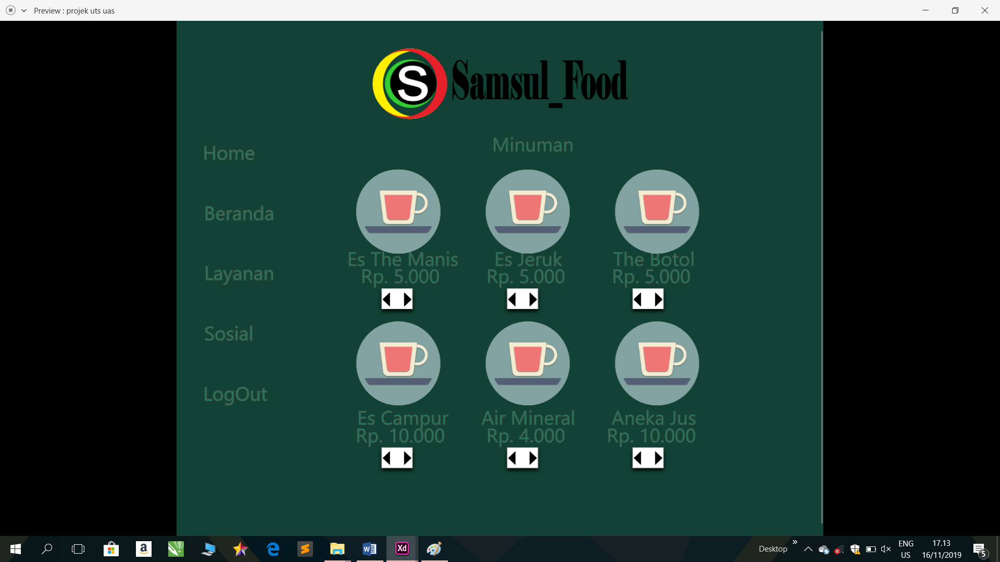 Preview : projek uts uas
S
Samsul_Food
Minuman
Home
Beranda
Layanan
Sosial
LogOut
Es The Manis
Rp. 5.000
Es Jeruk
Rp. 5.000
The Botol
Rp. 5.000
Es Campur
Rp. 10.000
Air Mineral
Rp. 4.000
Aneka Jus
Rp. 10.000
a
W
Xd
Desktop
ENG
US
17.13
16/11/2019
5